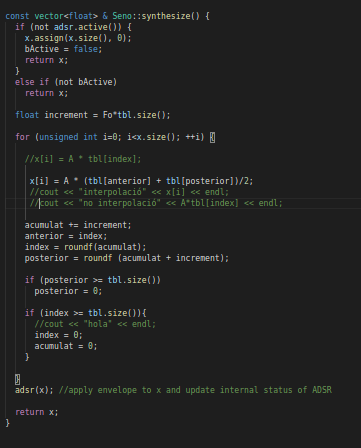 const vector<float> & Seno::synthesize() {
if (not adsr.active()) {
x.assign(x.size(), 0);
bActive = false;
return x;
}
else if (not bActive)
return x;
float increment = Fo*tbl.size();
for (unsigned int i=0; i<x.size(); ++i) {
//x[i] = A * tbl[index];
x[i] = A * (tbl[anterior] + tbl[posterior])/2;
//cout << "interpolació" << x[i] << endl;
//cout << "no interpolació" << A*tbl[index] << endl;
acumulat += increment;
anterior = index;
index = roundf(acumulat);
posterior = roundf (acumulat + increment);
if (posterior >= tbl.size())
posterior = 0;
if (index >= tbl.size()){
//cout << "hola" << endl;
index = 0;
acumulat = 0;
}
}
adsr(x); //apply envelope to x and update internal status of ADSR
return x;
}